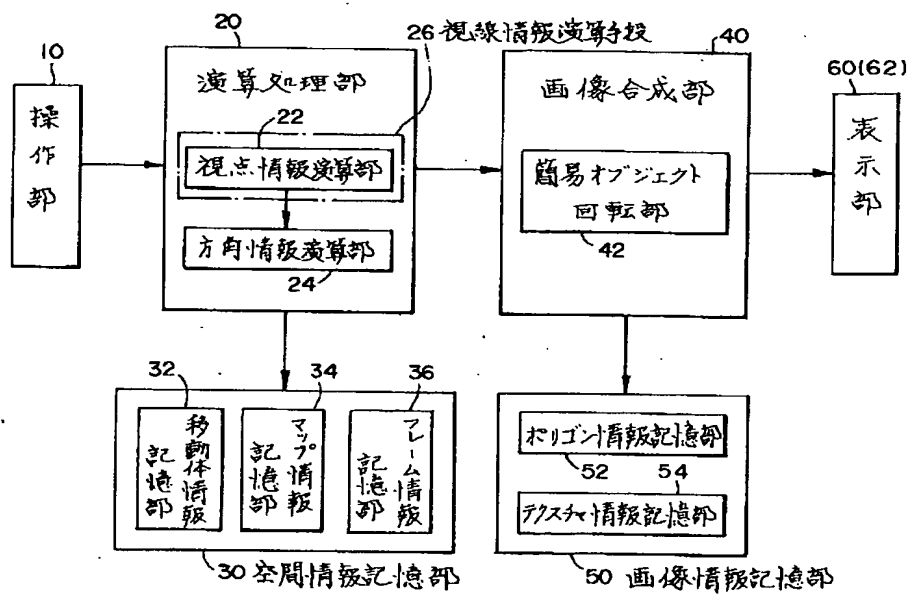 10
操作部
20
演算処理部
26 視線情報演算手段
22
視点情報演算部
方向情報演算部
24
40
画像合成部
簡易オブジェクト
回転部
42
60(62)
表示部
32
移動体情報
記憶部
34
マップ情報
記憶部
36
フレーム情報
記憶部
30 空間情報記憶部
ポリゴン情報記憶部
52
54
テクスチャ情報記憶部
50 画像情報記憶部